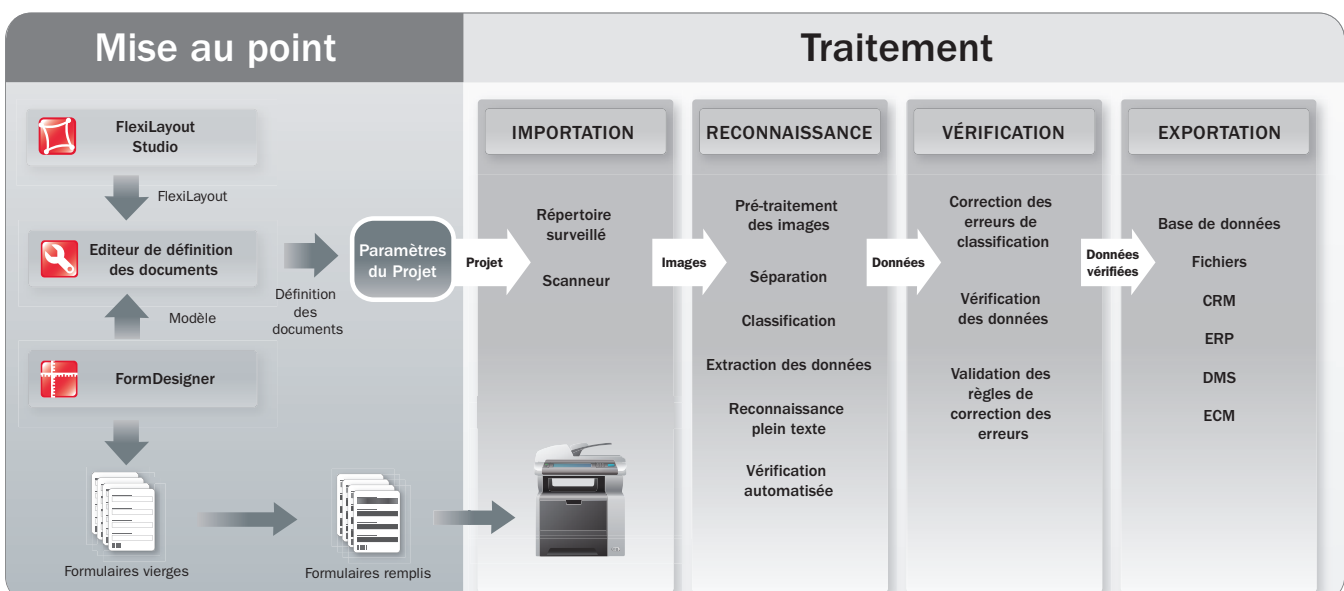 Mise au point
Traitement
FlexiLayout
Studio
FlexiLayout
Editeur de définition
des documents
Définition
des
documents
Modèle
FormDesigner
Formulaires vierges
Formulaires remplis
Paramètres
du Projet
Projet
IMPORTATION
Répertoire
surveillé
Scanneur
Images
RECONNAISSANCE
Pré-traitement
des images
Séparation
Classification
Extraction des données
Reconnaissance
plein texte
Vérification
automatisée
Données
VÉRIFICATION
Correction des
erreurs de
classification
Vérification
des données
Validation des
règles de
correction des
erreurs
Données
vérifiées
EXPORTATION
Base de données
Fichiers
CRM
ERP
DMS
ECM